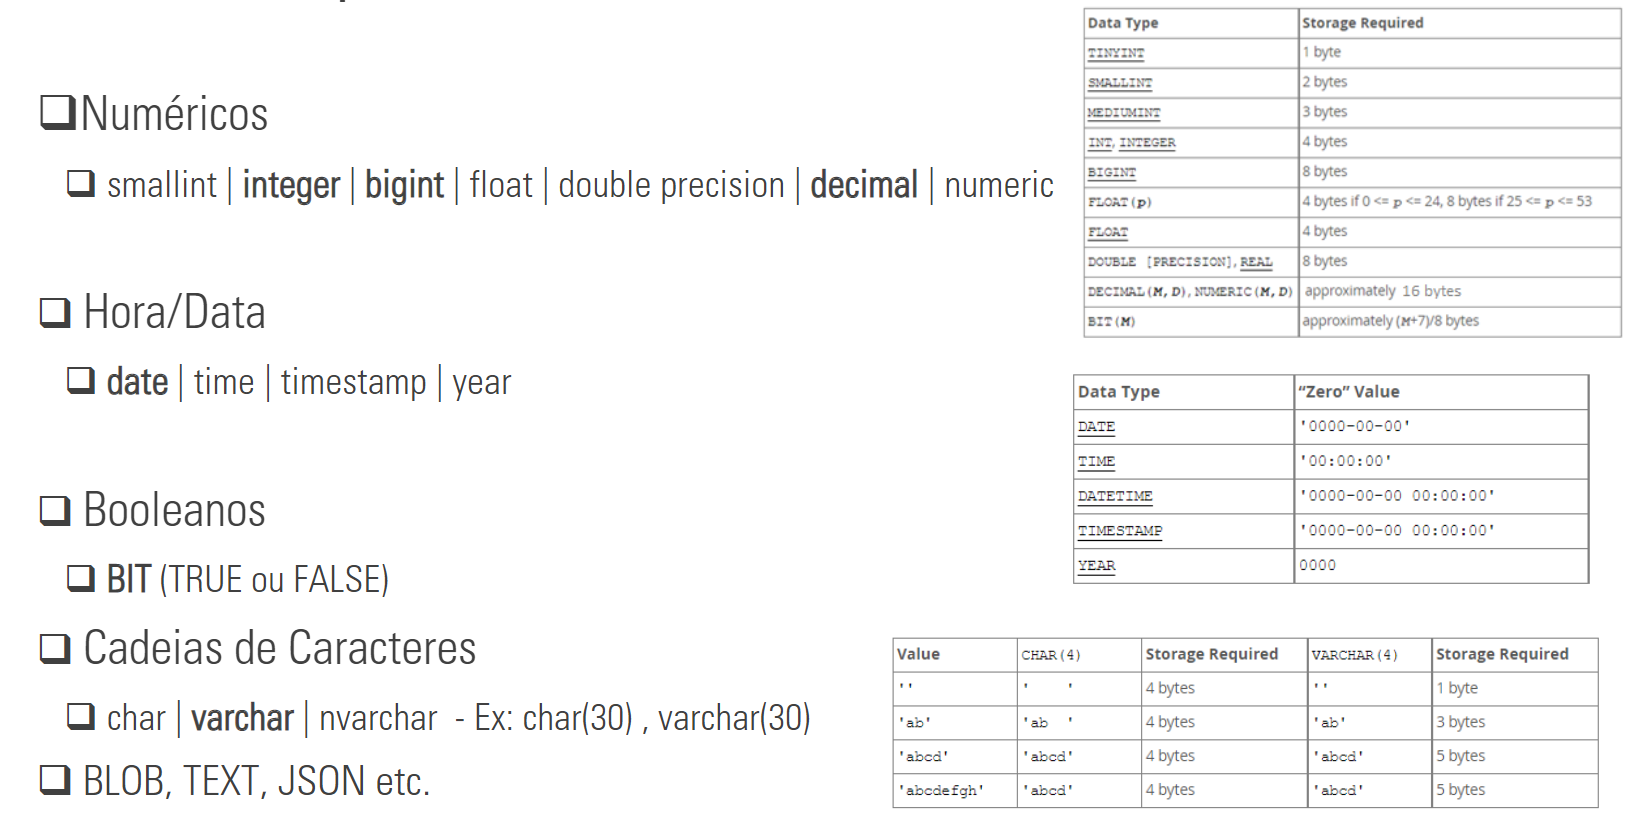 Numéricos
smallint | integer | bigint | float | double precision | decimal | numeric
Hora/Data
date | time | timestamp | year
Booleanos
BIT (TRUE ou FALSE)
Cadeias de Caracteres
char | varchar | nvarchar - Ex: char(30) , varchar(30)
BLOB, TEXT, JSON etc.
Data Type Storage Required
TINYINT 1 byte
SMALLINT 2 bytes
MEDIUMINT 3 bytes
INT, INTEGER 4 bytes
BIGINT 8 bytes
FLOAT(p) 4 bytes if 0 <= p <= 24, 8 bytes if 25 <= p <= 53
FLOAT 4 bytes
DOUBLE [PRECISION], REAL 8 bytes
DECIMAL(M,D), NUMERIC(M,D) approximately 16 bytes
BIT(M) approximately (M+7)/8 bytes
Data Type “Zero” Value
DATE '0000-00-00'
TIME '00:00:00'
DATETIME '0000-00-00 00:00:00'
TIMESTAMP '0000-00-00 00:00:00'
YEAR 0000
Value CHAR(4) Storage Required VARCHAR(4) Storage Required
'' '    ' 4 bytes '' 1 byte
'ab' 'ab  ' 4 bytes 'ab' 3 bytes
'abcd' 'abcd' 4 bytes 'abcd' 5 bytes
'abcdefgh' 'abcd' 4 bytes 'abcd' 5 bytes